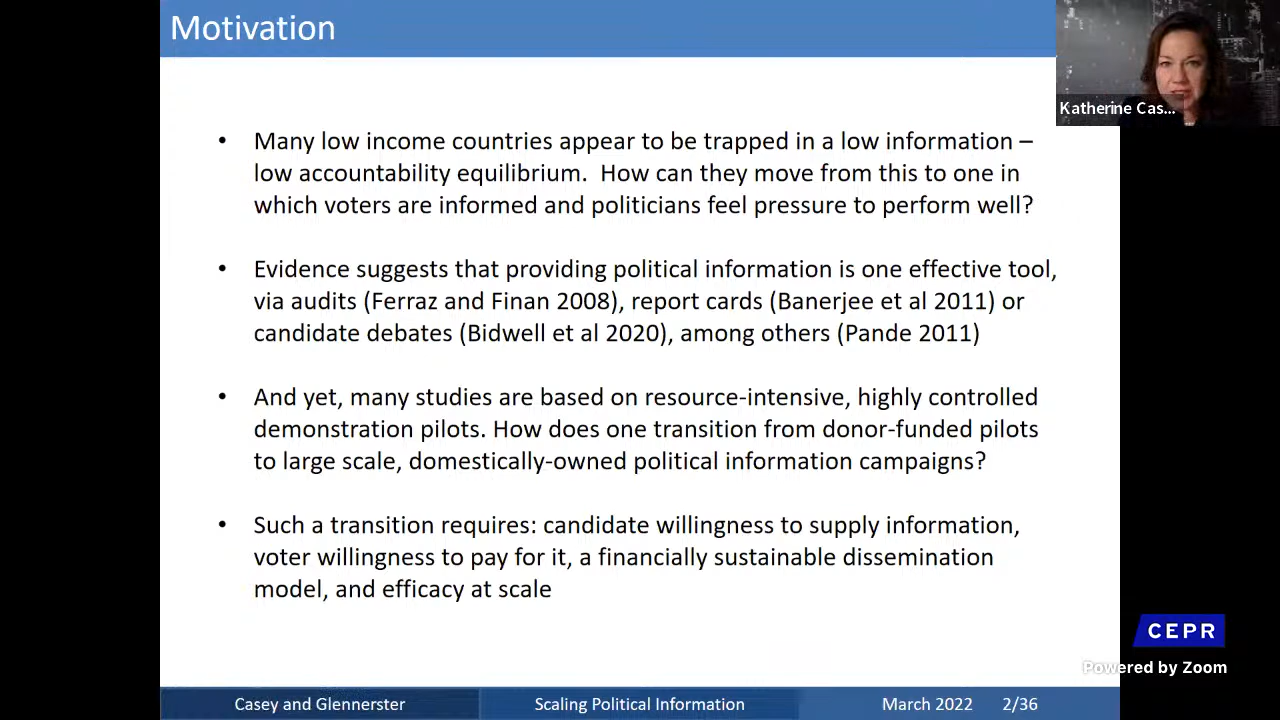 Motivation
Katherine Cas...
• Many low income countries appear to be trapped in a low information –
low accountability equilibrium. How can they move from this to one in
which voters are informed and politicians feel pressure to perform well?
• Evidence suggests that providing political information is one effective tool,
via audits (Ferraz and Finan 2008), report cards (Banerjee et al 2011) or
candidate debates (Bidwell et al 2020), among others (Pande 2011)
• And yet, many studies are based on resource-intensive, highly controlled
demonstration pilots. How does one transition from donor-funded pilots
to large scale, domestically-owned political information campaigns?
• Such a transition requires: candidate willingness to supply information,
voter willingness to pay for it, a financially sustainable dissemination
model, and efficacy at scale
CEPR
Powered by Zoom
Casey and Glennerster Scaling Political Information March 2022 2/36